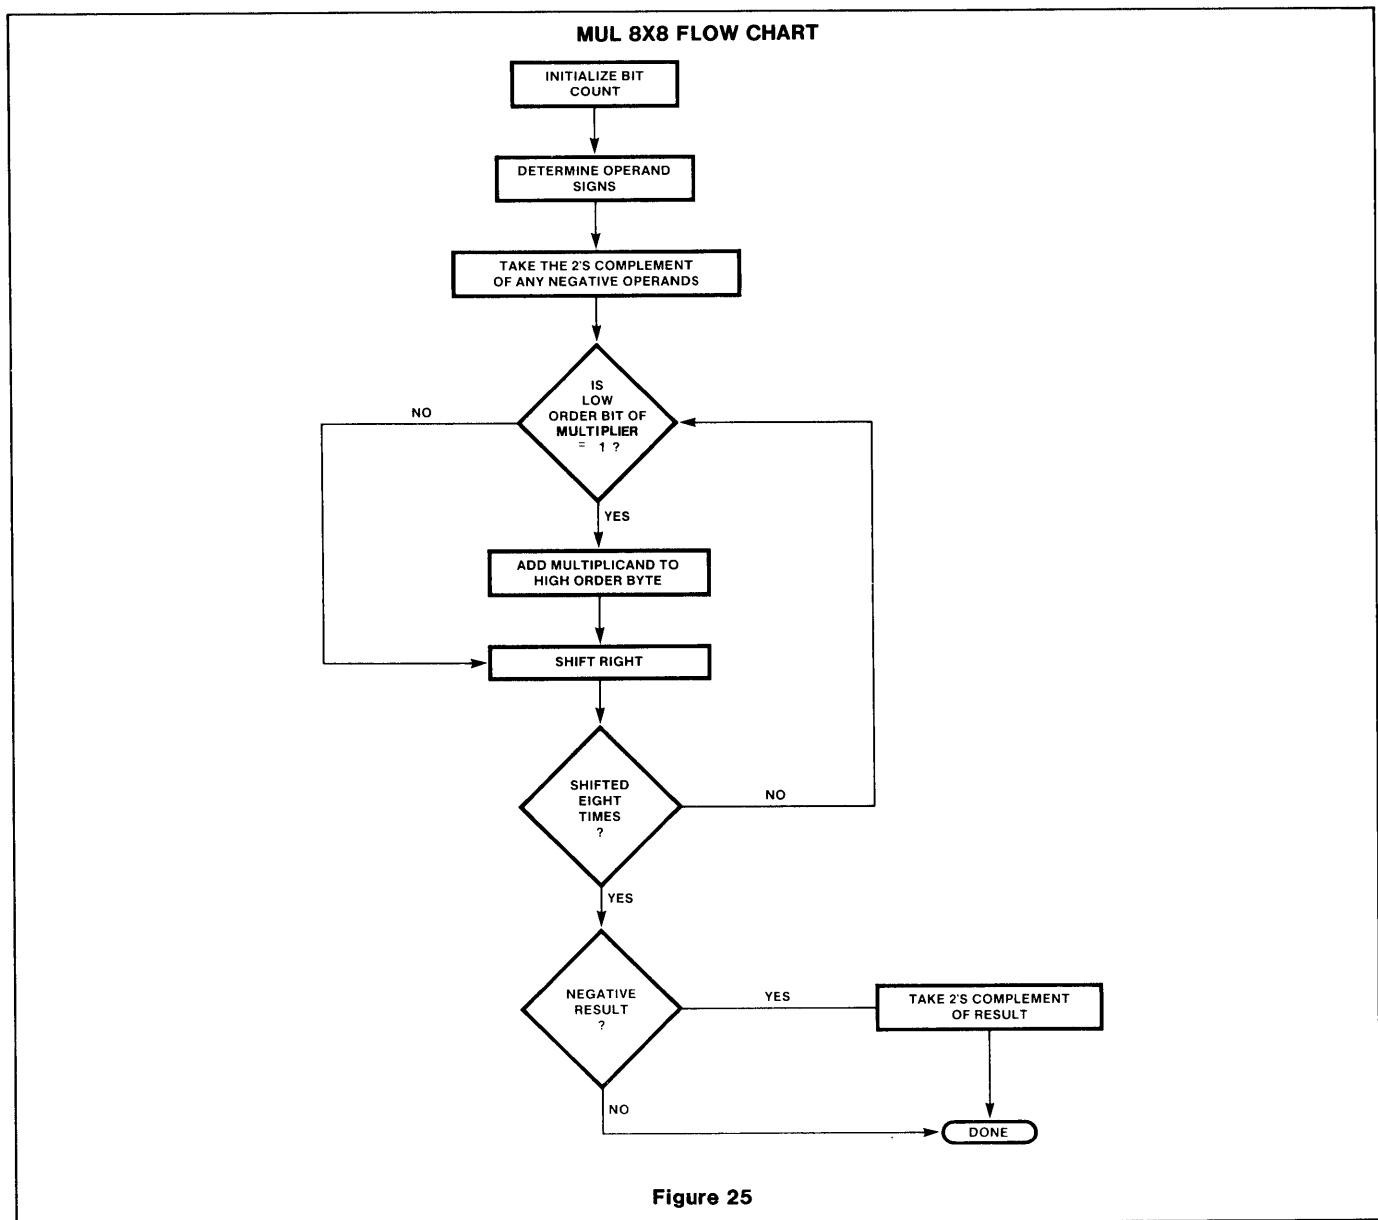 MUL 8X8 FLOW CHART
INITIALIZE BIT
COUNT
DETERMINE OPERAND
SIGNS
TAKE THE 2'S COMPLEMENT
OF ANY NEGATIVE OPERANDS
IS
LOW
ORDER BIT OF
MULTIPLIER
= 1 ?
NO
YES
ADD MULTIPLICAND TO
HIGH ORDER BYTE
SHIFT RIGHT
SHIFTED
EIGHT
TIMES
?
NO
YES
NEGATIVE
RESULT
?
YES
TAKE 2'S COMPLEMENT
OF RESULT
NO
DONE
Figure 25